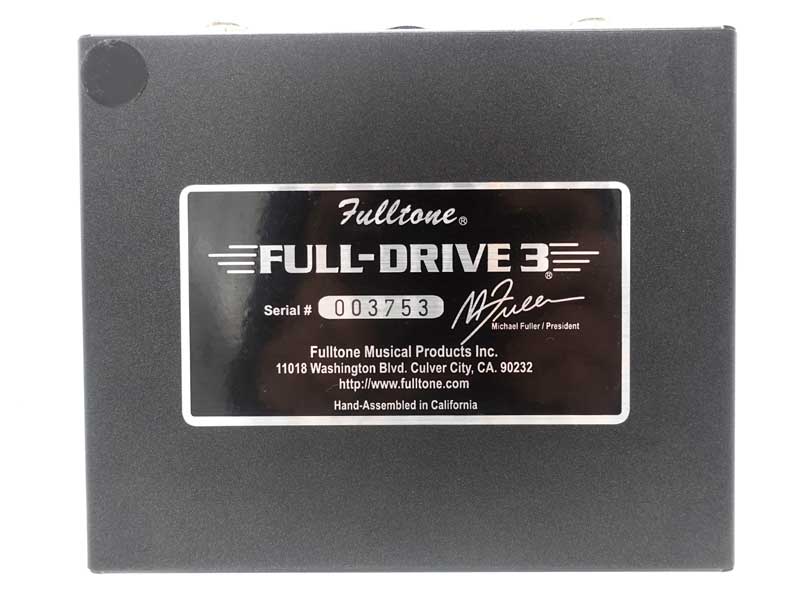 Fulltone®
FULL-DRIVE 3®
Serial # 003753
M Fuller
Michael Fuller / President
Fulltone Musical Products Inc.
11018 Washington Blvd. Culver City, CA. 90232
http://www.fulltone.com
Hand-Assembled in California